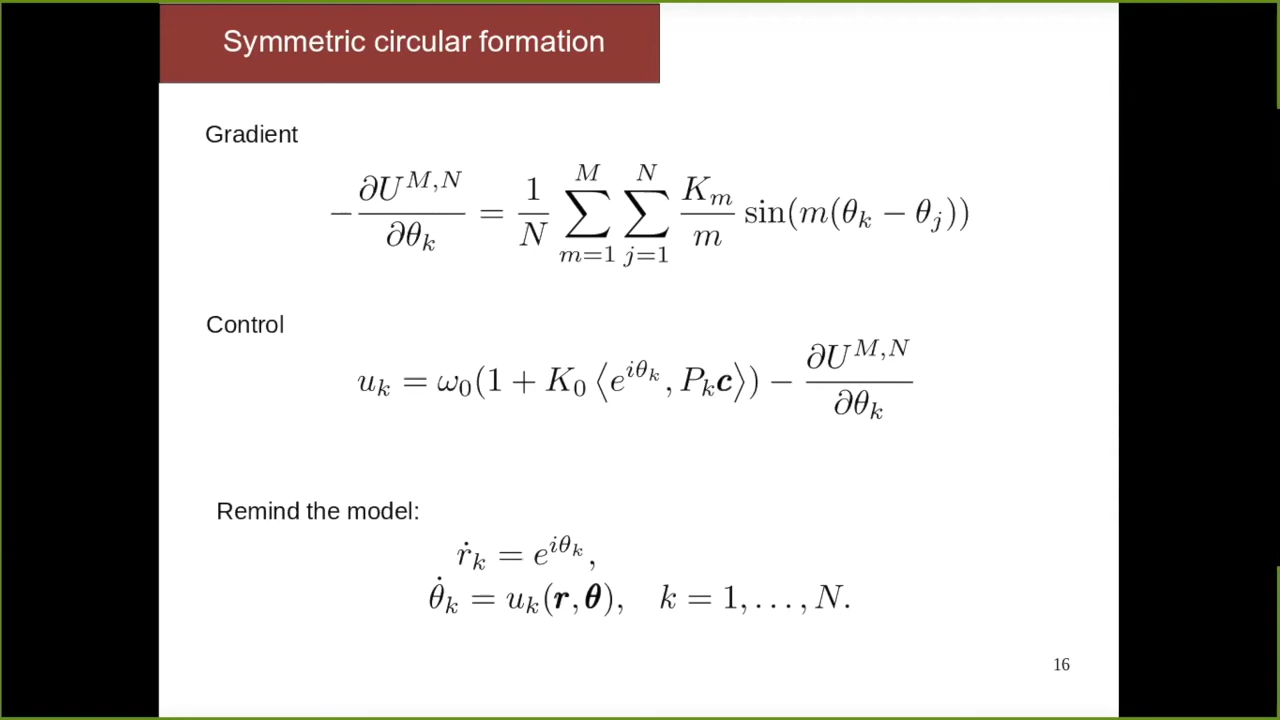 Symmetric circular formation
Gradient
$-\frac{\partial U^{M,N}}{\partial \theta_k} = \frac{1}{N} \sum_{m=1}^{M} \sum_{j=1}^{N} \frac{K_m}{m} \sin(m(\theta_k - \theta_j))$
Control
$u_k = \omega_0(1 + K_0 \left\langle e^{i\theta_k}, P_k \boldsymbol{c} \right\rangle) - \frac{\partial U^{M,N}}{\partial \theta_k}$
Remind the model:
$\dot{r}_k = e^{i\theta_k},$
$\dot{\theta}_k = u_k(\boldsymbol{r}, \boldsymbol{\theta}), \quad k = 1, \ldots, N.$
16